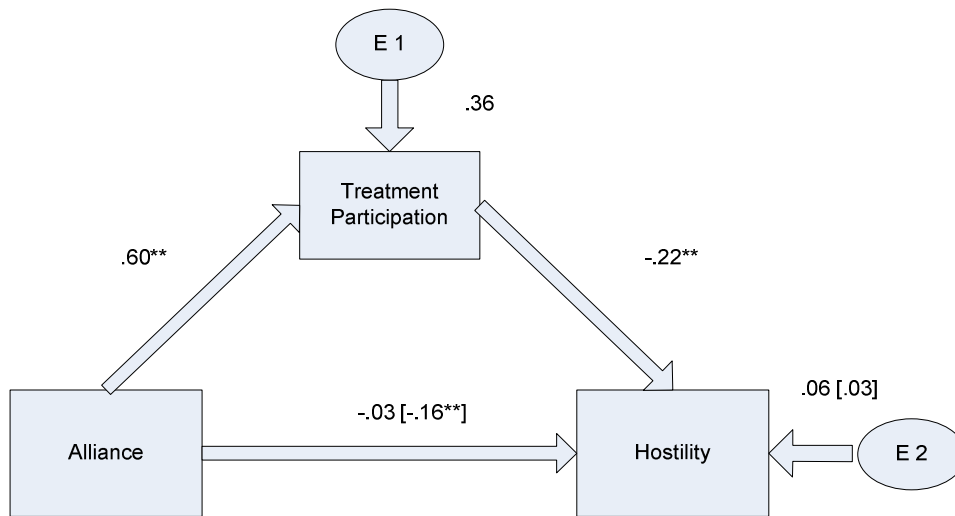 E 1
.36
Treatment
Participation
.60**
-.22**
-.03 [-.16**]
.06 [.03]
Alliance
Hostility
E 2